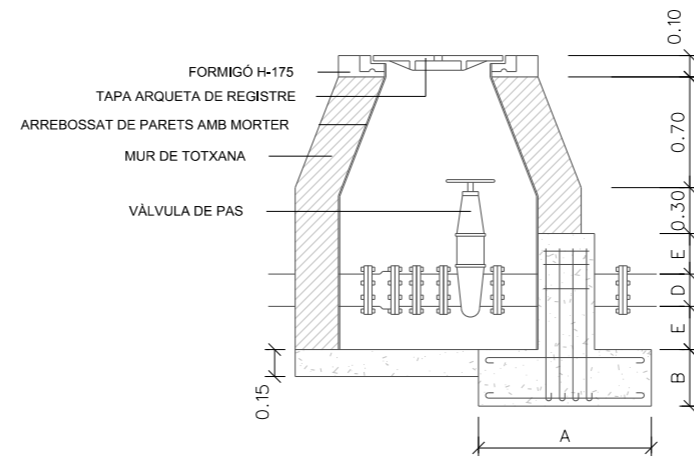 FORMIGÓ H-175
TAPA ARQUETA DE REGISTRE
ARREBOSSAT DE PARETS AMB MORTER
MUR DE TOTXANA
VÀLVULA DE PAS
0.10
0.70
0.30
E
D
E
B
0.15
A